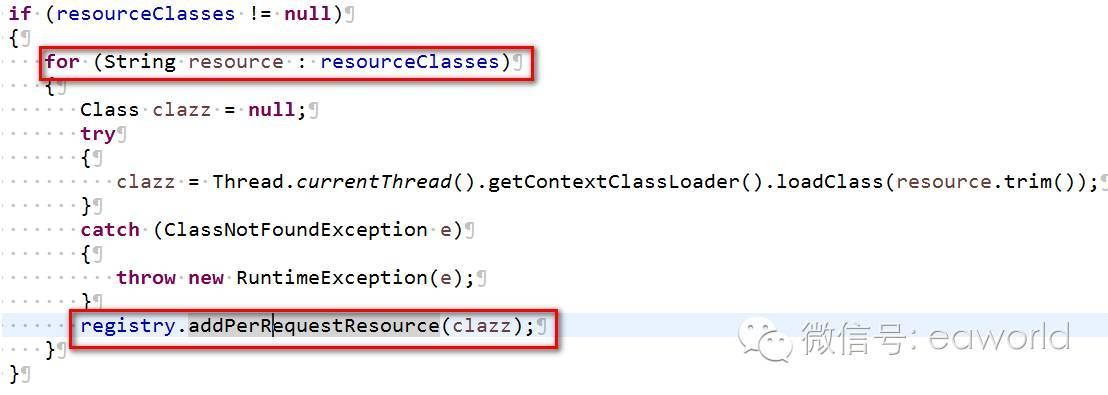 if (resourceClasses != null)
{
for (String resource : resourceClasses)
{
Class clazz = null;
try
{
clazz = Thread.currentThread().getContextClassLoader().loadClass(resource.trim());
}
catch (ClassNotFoundException e)
{
throw new RuntimeException(e);
}
registry.addPerRequestResource(clazz);
}
}
微信号: eaworld